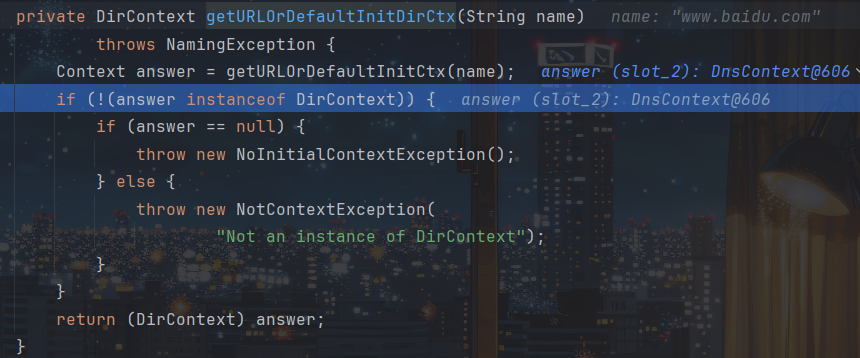 private DirContext getURLOrDefaultInitDirCtx(String name)   name: "www.baidu.com"
        throws NamingException {
    Context answer = getURLOrDefaultInitCtx(name);   answer (slot_2): DnsContext@606
    if (!(answer instanceof DirContext)) {   answer (slot_2): DnsContext@606
        if (answer == null) {
            throw new NoInitialContextException();
        } else {
            throw new NotContextException(
                    "Not an instance of DirContext");
        }
    }
    return (DirContext) answer;
}